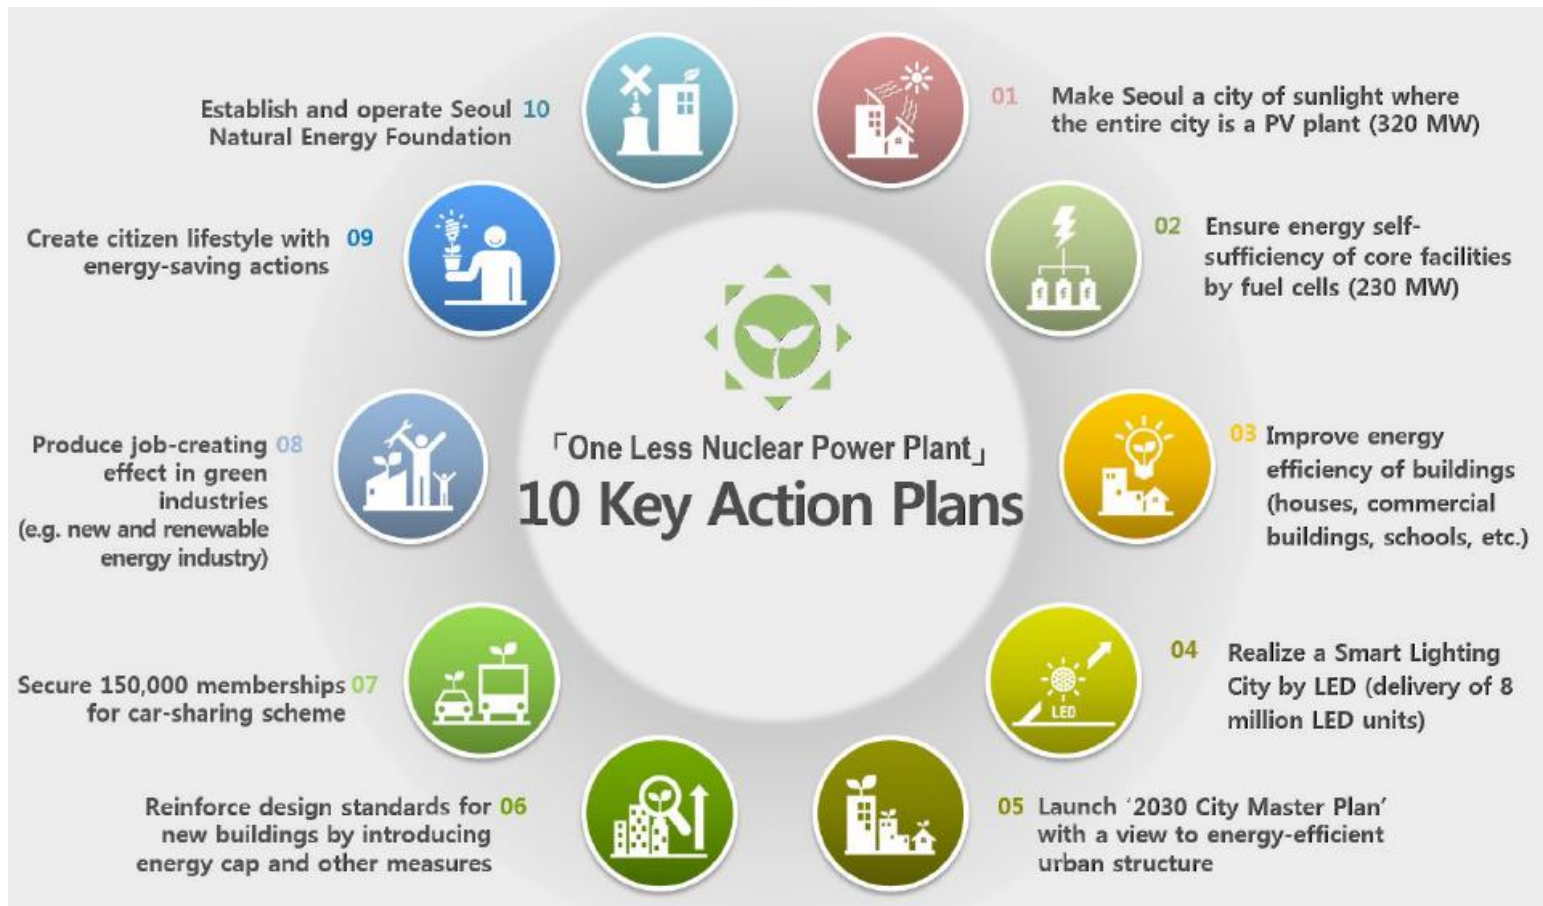 「One Less Nuclear Power Plant」
10 Key Action Plans
01 Make Seoul a city of sunlight where
the entire city is a PV plant (320 MW)
02 Ensure energy self-
sufficiency of core facilities
by fuel cells (230 MW)
03 Improve energy
efficiency of buildings
(houses, commercial
buildings, schools, etc.)
04 Realize a Smart Lighting
City by LED (delivery of 8
million LED units)
LED
05 Launch ‘2030 City Master Plan’
with a view to energy-efficient
urban structure
Reinforce design standards for 06
new buildings by introducing
energy cap and other measures
Secure 150,000 memberships 07
for car-sharing scheme
Produce job-creating 08
effect in green
industries
(e.g. new and renewable
energy industry)
Create citizen lifestyle with 09
energy-saving actions
Establish and operate Seoul 10
Natural Energy Foundation